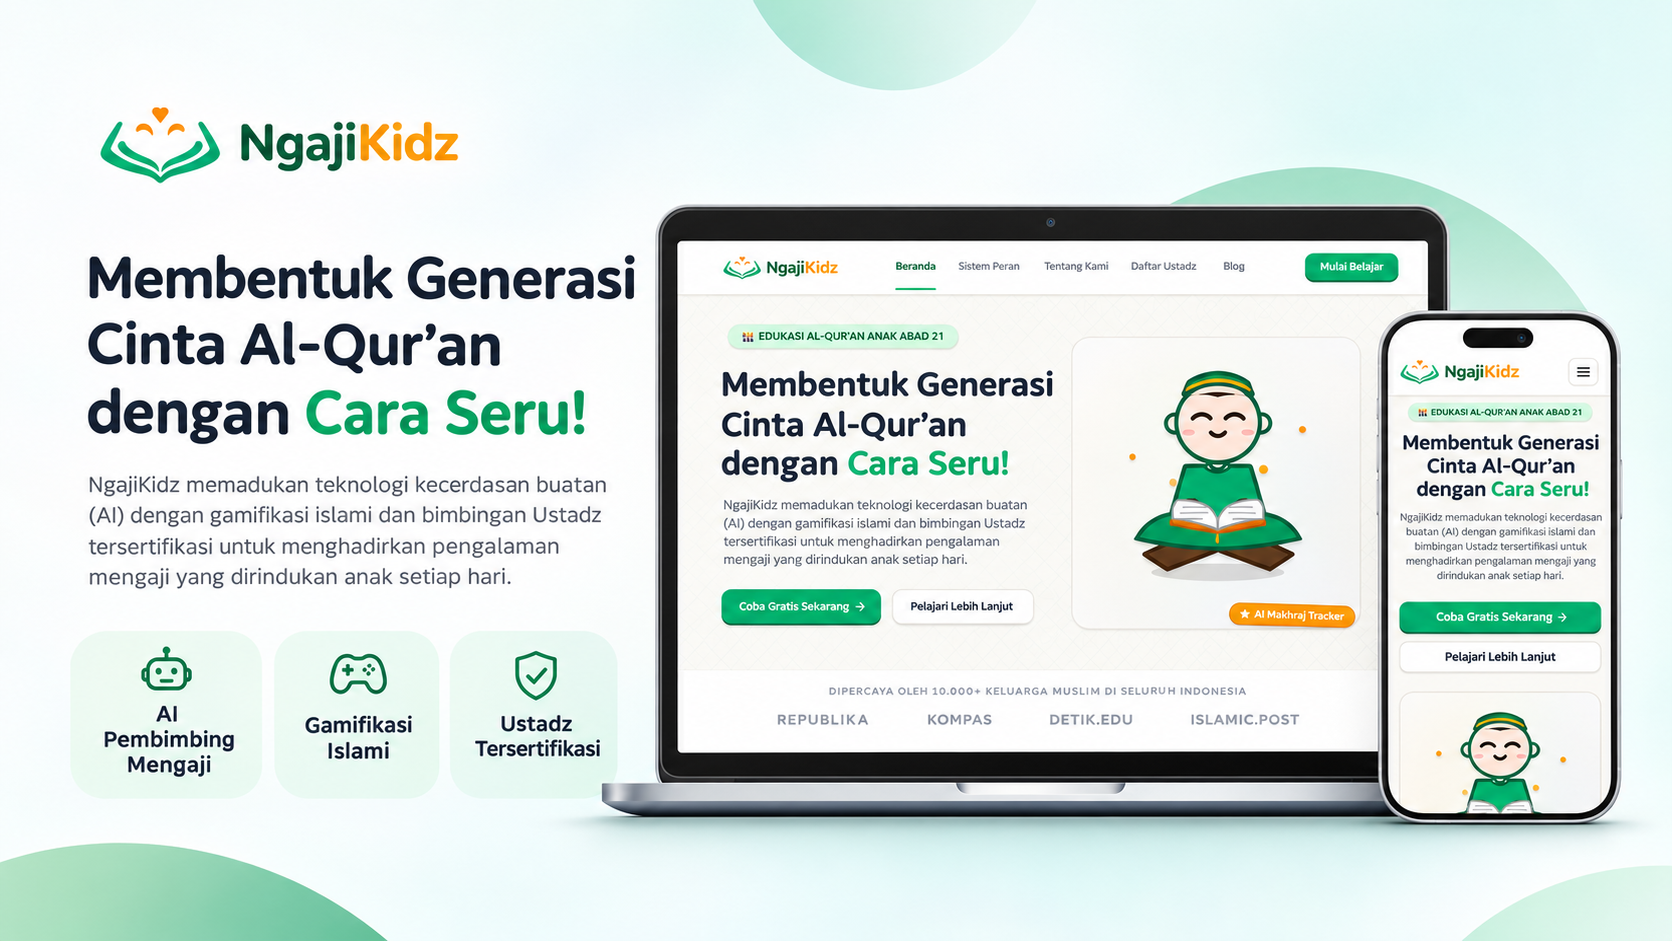 NgajiKidz
Membentuk Generasi
Cinta Al-Qur’an
dengan Cara Seru!
NgajiKidz memadukan teknologi kecerdasan buatan
(AI) dengan gamifikasi islami dan bimbingan Ustadz
tersertifikasi untuk menghadirkan pengalaman
mengaji yang dirindukan anak setiap hari.
AI
Pembimbing
Mengaji
Gamifikasi
Islami
Ustadz
Tersertifikasi
NgajiKidz Beranda Sistem Peran Tentang Kami Daftar Ustadz Blog Mulai Belajar
EDUKASI AL-QUR'AN ANAK ABAD 21
Membentuk Generasi
Cinta Al-Qur’an
dengan Cara Seru!
NgajiKidz memadukan teknologi kecerdasan buatan
(AI) dengan gamifikasi islami dan bimbingan Ustadz
tersertifikasi untuk menghadirkan pengalaman
mengaji yang dirindukan anak setiap hari.
Coba Gratis Sekarang → Pelajari Lebih Lanjut
AI Makhraj Tracker
DIPERCAYA OLEH 10.000+ KELUARGA MUSLIM DI SELURUH INDONESIA
REPUBLIKA KOMPAS DETIK.EDU ISLAMIC.POST
NgajiKidz
EDUKASI AL-QUR'AN ANAK ABAD 21
Membentuk Generasi
Cinta Al-Qur’an
dengan Cara Seru!
NgajiKidz memadukan teknologi kecerdasan
buatan (AI) dengan gamifikasi islami dan
bimbingan Ustadz tersertifikasi untuk
menghadirkan pengalaman mengaji yang
dirindukan anak setiap hari.
Coba Gratis Sekarang →
Pelajari Lebih Lanjut